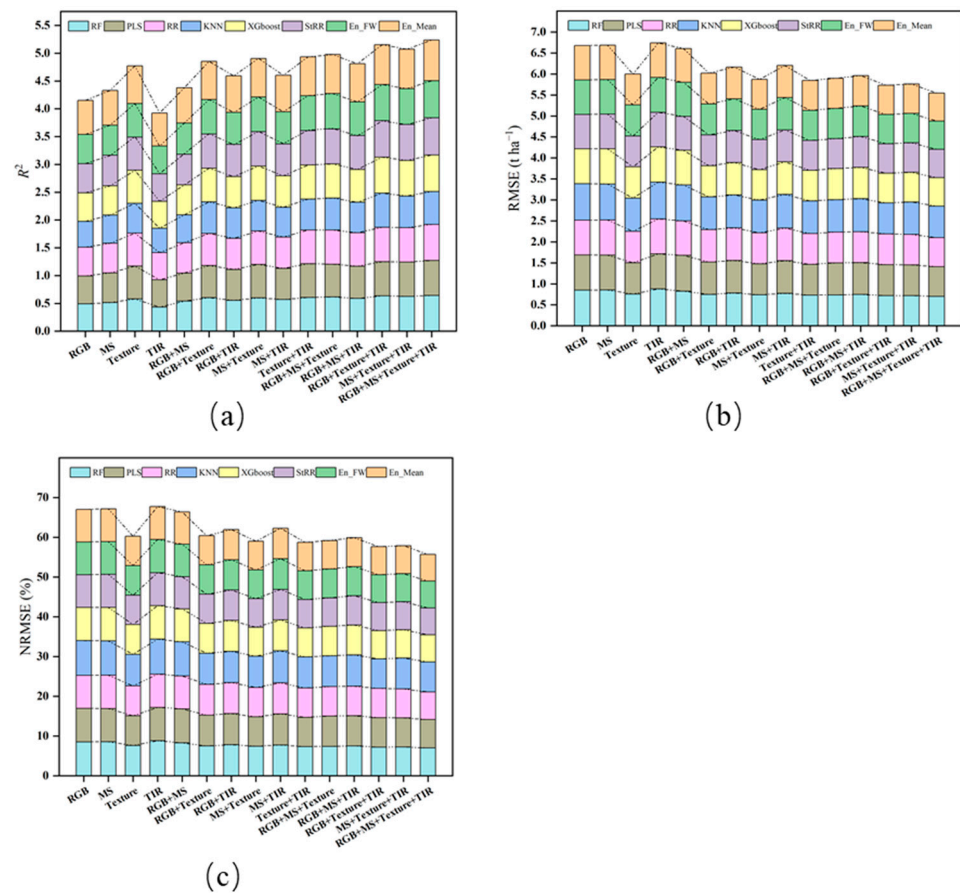 RF PLS RR KNN XGboost StRR En_FW En_Mean
5.5
5.0
4.5
4.0
3.5
3.0
2.5
2.0
1.5
1.0
0.5
0.0
R²
RGB
MS
Texture
TIR
RGB+MS
RGB+Texture
RGB+TIR
MS+Texture
MS+TIR
Texture+TIR
RGB+MS+Texture
RGB+MS+TIR
RGB+Texture+TIR
MS+Texture+TIR
RGB+MS+Texture+TIR
(a)
RF PLS RR KNN XGboost StRR En_FW En_Mean
7.0
6.5
6.0
5.5
5.0
4.5
4.0
3.5
3.0
2.5
2.0
1.5
1.0
0.5
0.0
RMSE (t ha⁻¹)
RGB
MS
Texture
TIR
RGB+MS
RGB+Texture
RGB+TIR
MS+Texture
MS+TIR
Texture+TIR
RGB+MS+Texture
RGB+MS+TIR
RGB+Texture+TIR
MS+Texture+TIR
RGB+MS+Texture+TIR
(b)
RF PLS RR KNN XGboost StRR En_FW En_Mean
70
60
50
40
30
20
10
0
NRMSE (%)
RGB
MS
Texture
TIR
RGB+MS
RGB+Texture
RGB+TIR
MS+Texture
MS+TIR
Texture+TIR
RGB+MS+Texture
RGB+MS+TIR
RGB+Texture+TIR
MS+Texture+TIR
RGB+MS+Texture+TIR
(c)